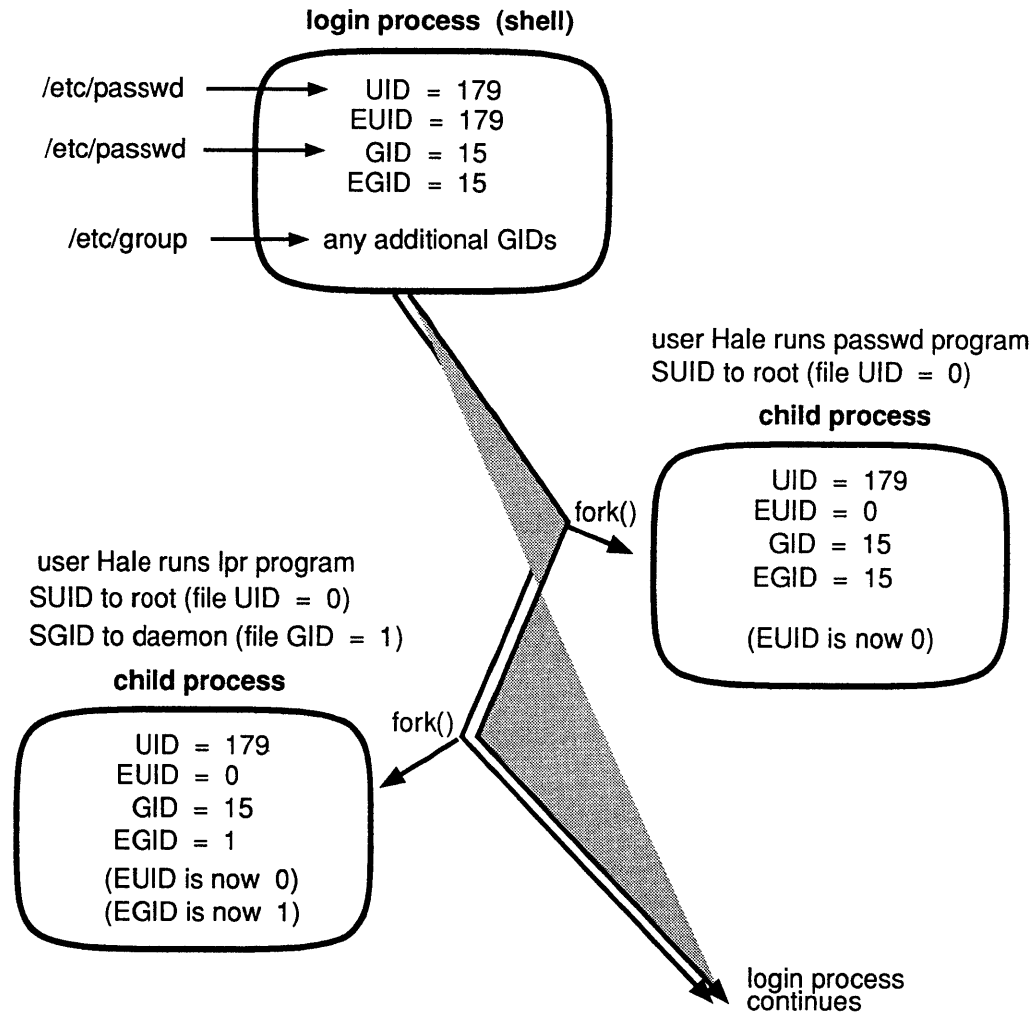 login process (shell)
/etc/passwd
UID = 179
EUID = 179
/etc/passwd
GID = 15
EGID = 15
/etc/group
any additional GIDs
user Hale runs passwd program
SUID to root (file UID = 0)
child process
UID = 179
EUID = 0
GID = 15
EGID = 15
(EUID is now 0)
fork()
user Hale runs lpr program
SUID to root (file UID = 0)
SGID to daemon (file GID = 1)
child process
fork()
UID = 179
EUID = 0
GID = 15
EGID = 1
(EUID is now 0)
(EGID is now 1)
login process
continues